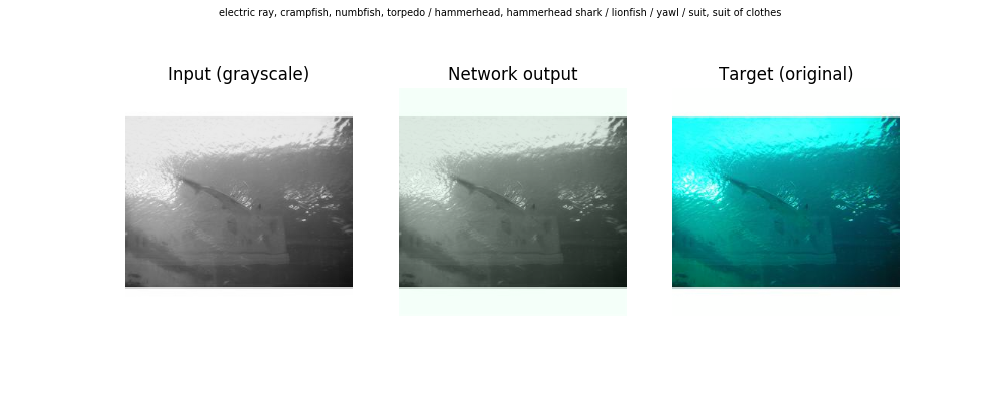 electric ray, crampfish, numbfish, torpedo / hammerhead, hammerhead shark / lionfish / yawl / suit, suit of clothes
Input (grayscale)
Network output
Target (original)